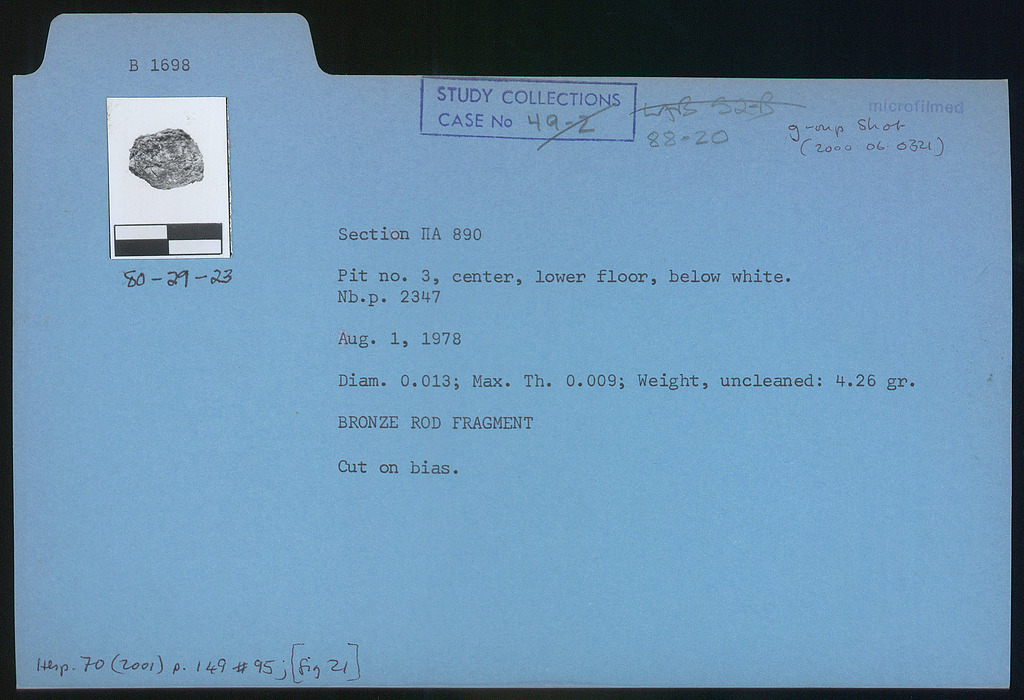 B 1698
STUDY COLLECTIONS
CASE No 49-2
LAB 52-B
88-20
microfilmed
group shot
(2000.06.0321)
80-29-23
Section ΠA 890
Pit no. 3, center, lower floor, below white.
Nb.p. 2347
Aug. 1, 1978
Diam. 0.013; Max. Th. 0.009; Weight, uncleaned: 4.26 gr.
BRONZE ROD FRAGMENT
Cut on bias.
Hesp. 70 (2001) p. 149 #95; [fig 21]